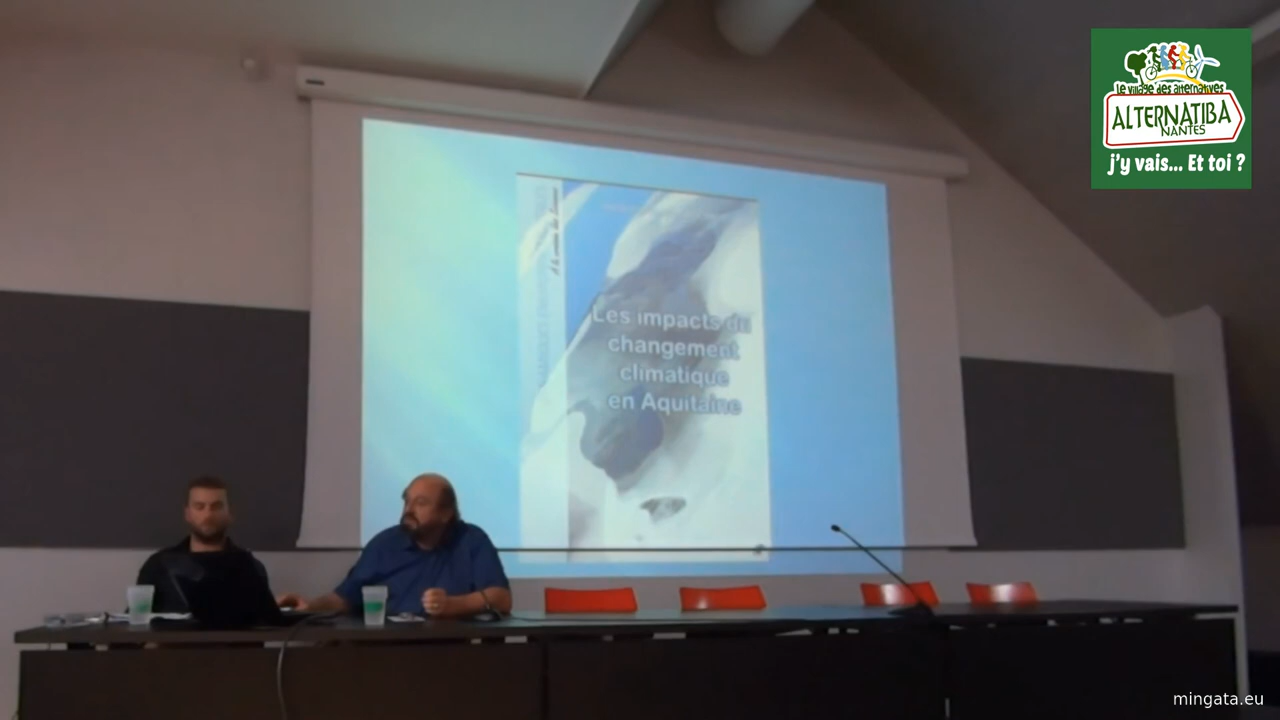 le village des alternatives
ALTERNATIBA
NANTES
j'y vais... Et toi ?
Les impacts du
changement
climatique
en Aquitaine
mingata.eu